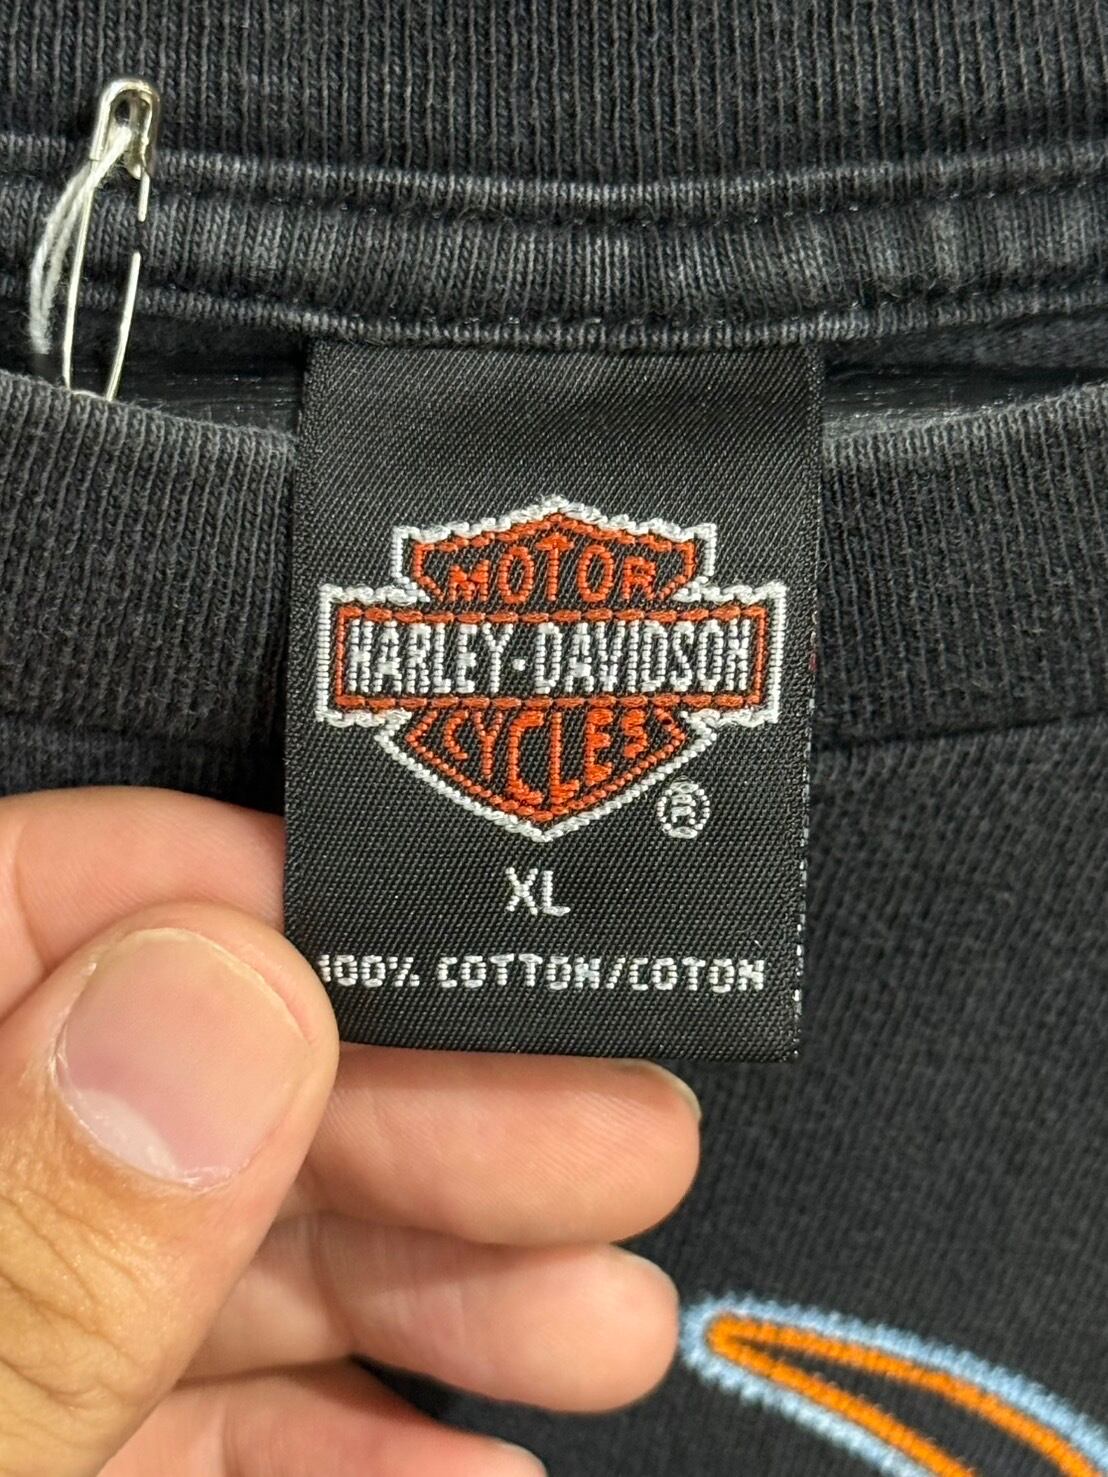 MOTOR
HARLEY-DAVIDSON
CYCLES
®
XL
100% COTTON/COTON